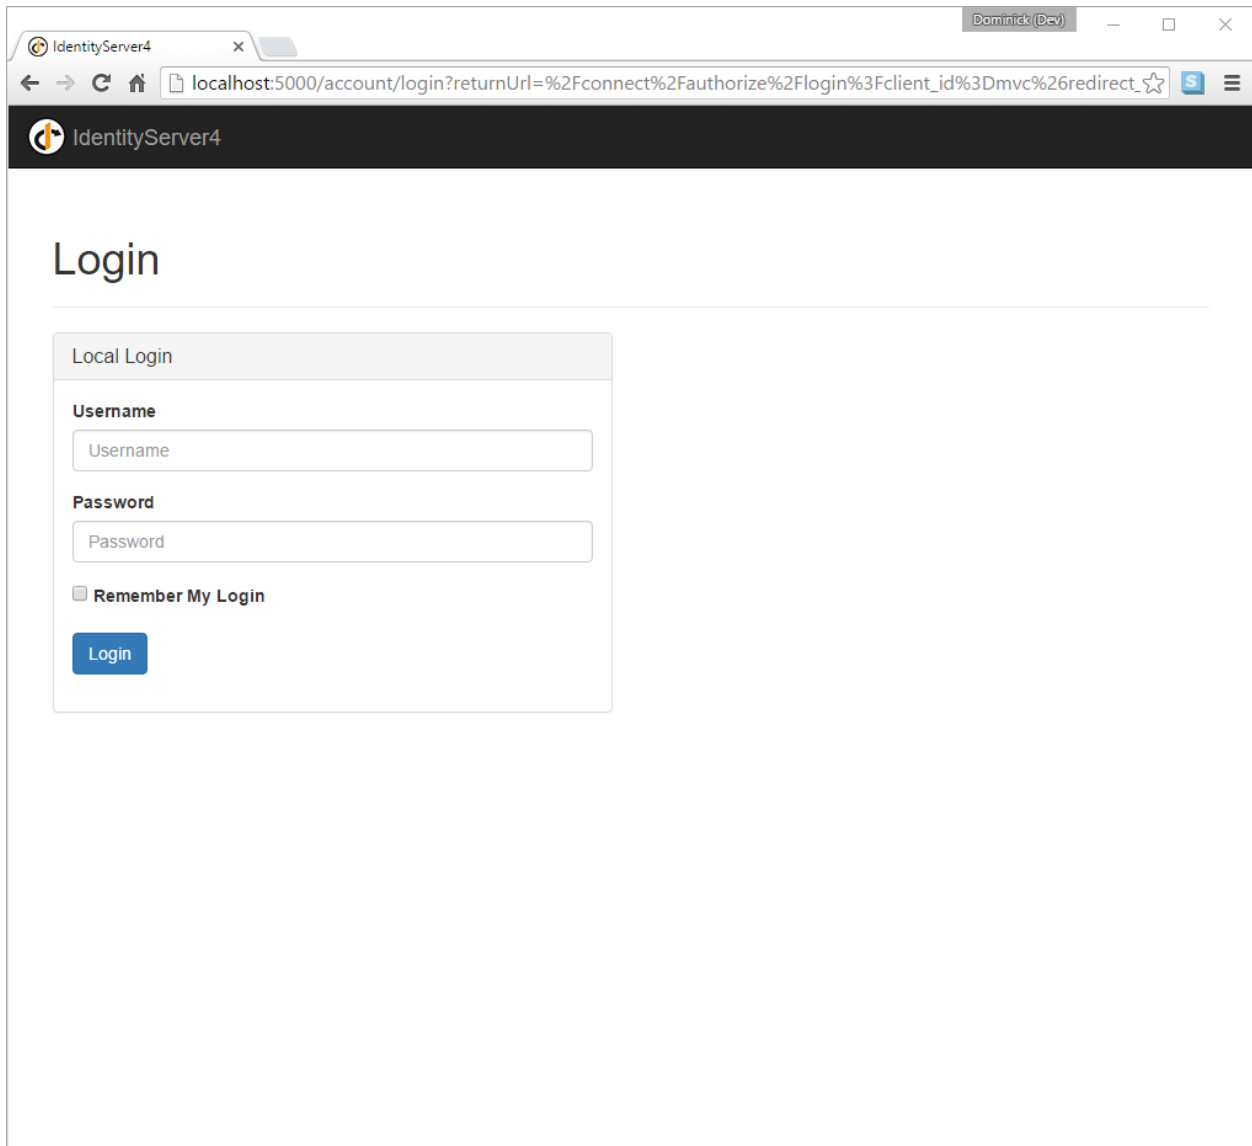 Dominick (Dev)
IdentityServer4
localhost:5000/account/login?returnUrl=%2Fconnect%2Fauthorize%2Flogin%3Fclient_id%3Dmvc%26redirect_
S
IdentityServer4
Login
Local Login
Username
Username
Password
Password
Remember My Login
Login